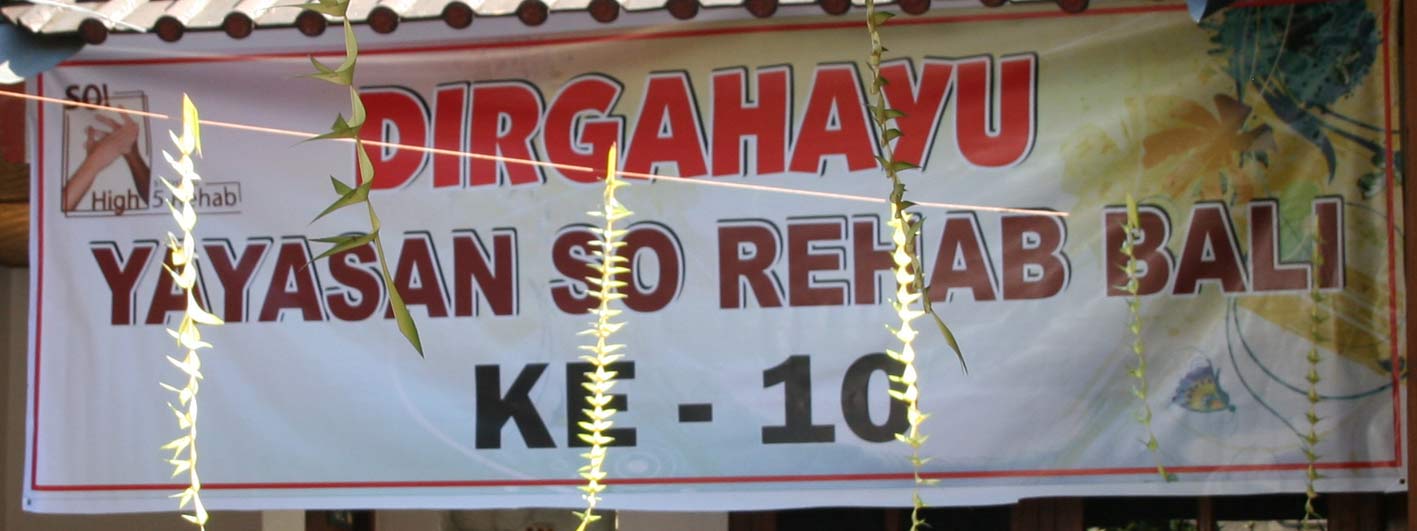 DIRGAHAYU
YAYASAN SO REHAB BALI
KE - 10
SO!
High 5 Rehab